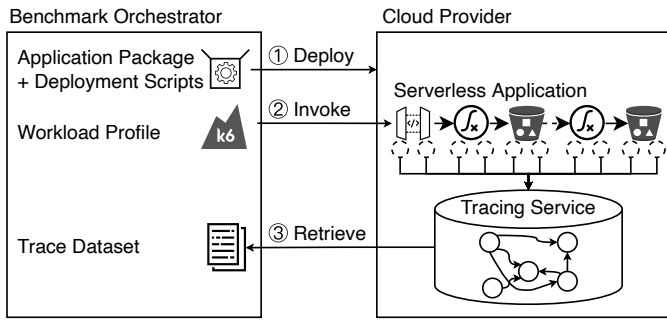 Benchmark Orchestrator
Cloud Provider
Application Package
+ Deployment Scripts
① Deploy
Serverless Application
Workload Profile
k6
② Invoke
</>
∫x
∫x
Tracing Service
Trace Dataset
③ Retrieve